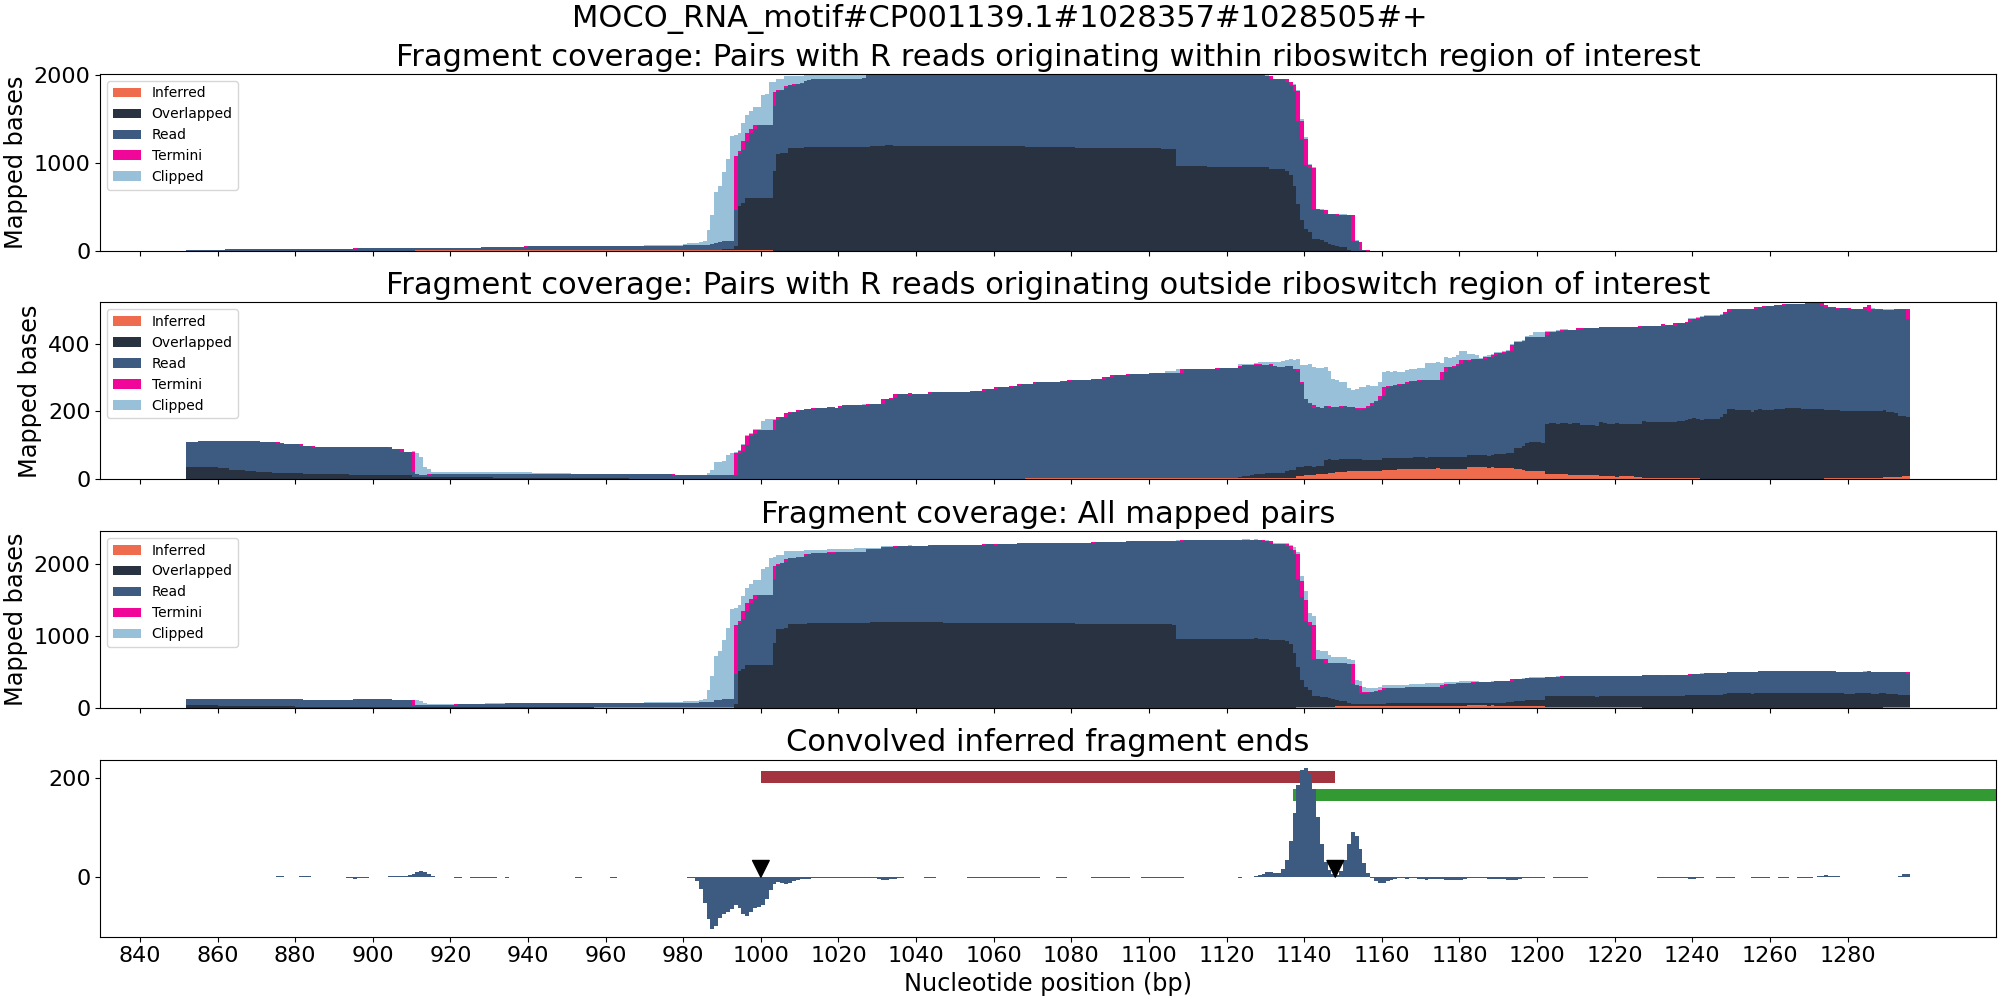 MOCO_RNA_motif#CP001139.1#1028357#1028505#+
Fragment coverage: Pairs with R reads originating within riboswitch region of interest
Mapped bases
2000
1000
0
Inferred
Overlapped
Read
Termini
Clipped
Fragment coverage: Pairs with R reads originating outside riboswitch region of interest
Mapped bases
400
200
0
Inferred
Overlapped
Read
Termini
Clipped
Fragment coverage: All mapped pairs
Mapped bases
2000
1000
0
Inferred
Overlapped
Read
Termini
Clipped
Convolved inferred fragment ends
200
0
840 860 880 900 920 940 960 980 1000 1020 1040 1060 1080 1100 1120 1140 1160 1180 1200 1220 1240 1260 1280
Nucleotide position (bp)